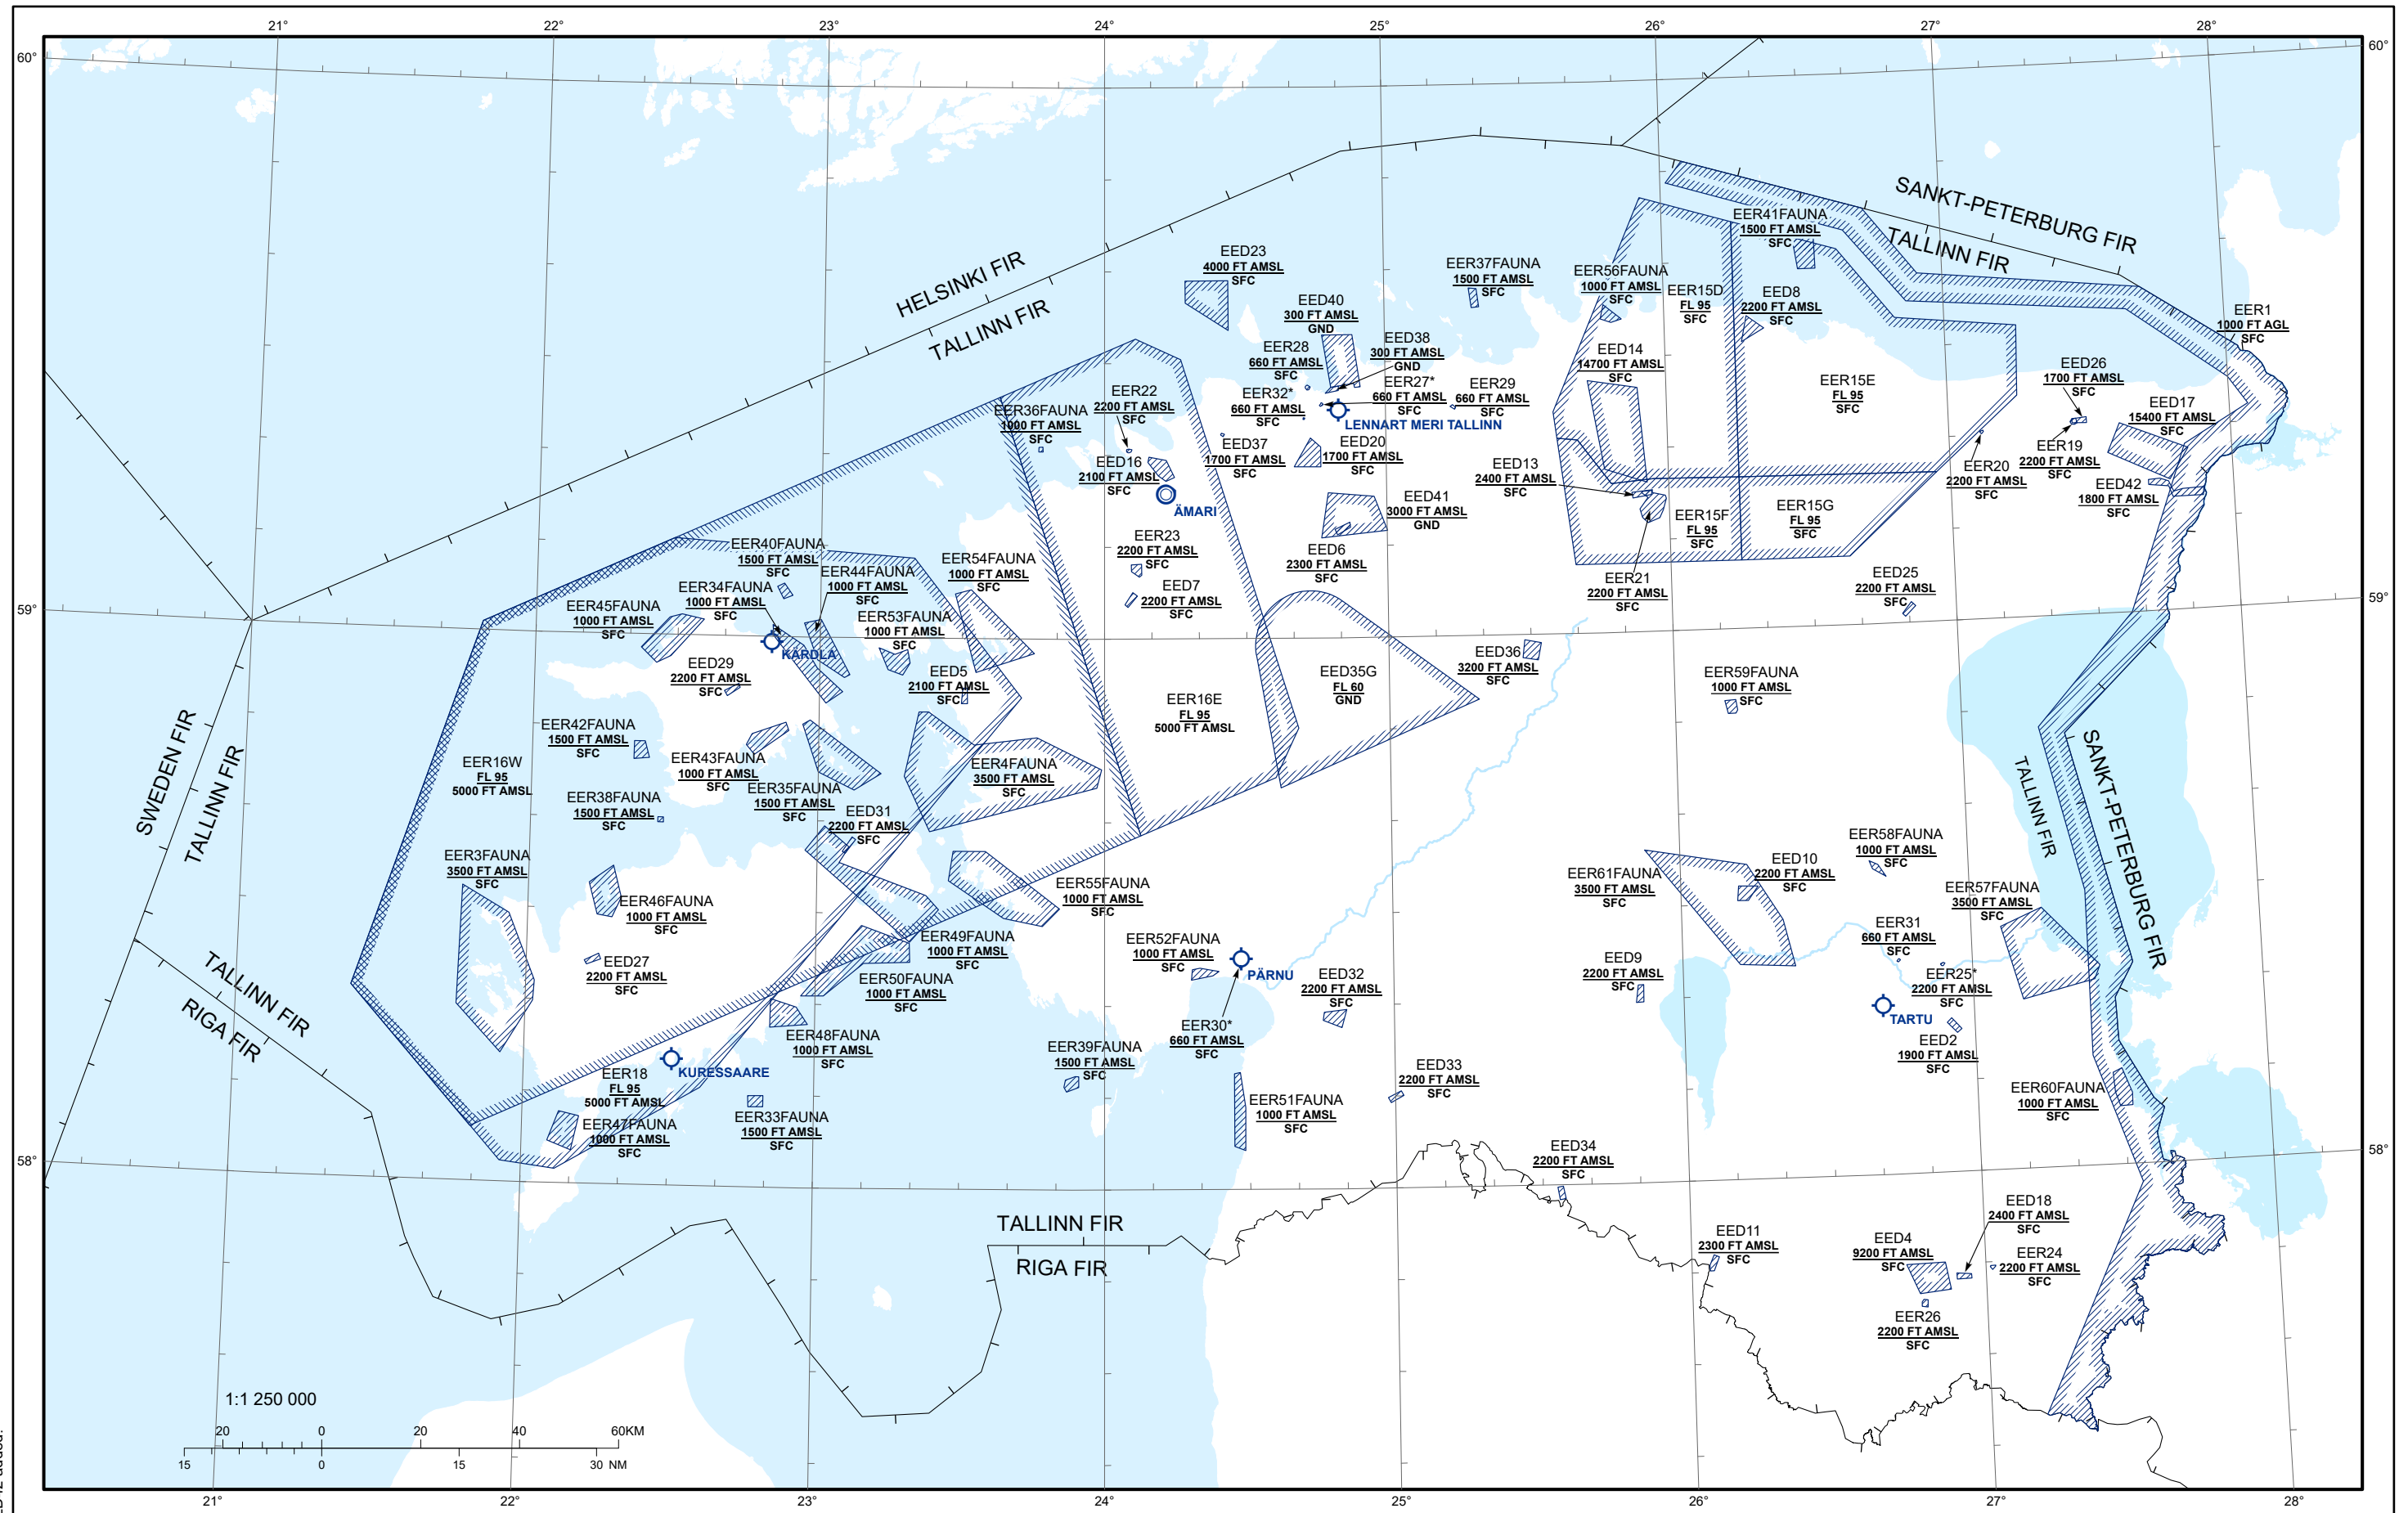 21°
22°
23°
24°
25°
26°
27°
28°
60°
60°
SANKT-PETERBURG FIR
TALLINN FIR
HELSINKI FIR
TALLINN FIR
EER41FAUNA
1500 FT AMSL
SFC
EED23
4000 FT AMSL
SFC
EER37FAUNA
1500 FT AMSL
SFC
EER56FAUNA
1000 FT AMSL
SFC
EER15D
FL 95
SFC
EED8
2200 FT AMSL
SFC
EED40
300 FT AMSL
GND
EER1
1000 FT AGL
SFC
EER28
660 FT AMSL
SFC
EED38
300 FT AMSL
GND
EED14
14700 FT AMSL
SFC
EER15E
FL 95
SFC
EED26
1700 FT AMSL
SFC
EER27*
660 FT AMSL
SFC
EER29
660 FT AMSL
SFC
EER32*
660 FT AMSL
SFC
LENNART MERI TALLINN
EER22
2200 FT AMSL
SFC
EER36FAUNA
1000 FT AMSL
SFC
EED17
15400 FT AMSL
SFC
EED37
1700 FT AMSL
SFC
EED20
1700 FT AMSL
SFC
EED16
2100 FT AMSL
SFC
ÄMARI
EED13
2400 FT AMSL
SFC
EER20
2200 FT AMSL
SFC
EER19
2200 FT AMSL
SFC
EED42
1800 FT AMSL
SFC
EED41
3000 FT AMSL
GND
EER15F
FL 95
SFC
EER15G
FL 95
SFC
EER23
2200 FT AMSL
SFC
EED6
2300 FT AMSL
SFC
EED7
2200 FT AMSL
SFC
EER21
2200 FT AMSL
SFC
EED25
2200 FT AMSL
SFC
EER40FAUNA
1500 FT AMSL
SFC
EER54FAUNA
1000 FT AMSL
SFC
EER34FAUNA
1000 FT AMSL
SFC
EER44FAUNA
1000 FT AMSL
SFC
EER45FAUNA
1000 FT AMSL
SFC
EER53FAUNA
1000 FT AMSL
SFC
59°
59°
KÄRDLA
EED29
2200 FT AMSL
SFC
EED5
2100 FT AMSL
SFC
EED36
3200 FT AMSL
SFC
EED35G
FL 60
GND
EER59FAUNA
1000 FT AMSL
SFC
EER16E
FL 95
5000 FT AMSL
SWEDEN FIR
TALLINN FIR
EER42FAUNA
1500 FT AMSL
SFC
EER16W
FL 95
5000 FT AMSL
EER43FAUNA
1000 FT AMSL
SFC
EER4FAUNA
3500 FT AMSL
SFC
EER38FAUNA
1500 FT AMSL
SFC
EER35FAUNA
1500 FT AMSL
SFC
EED31
2200 FT AMSL
SFC
TALLINN FIR
SANKT-PETERBURG FIR
EER3FAUNA
3500 FT AMSL
SFC
EER46FAUNA
1000 FT AMSL
SFC
EER55FAUNA
1000 FT AMSL
SFC
EER61FAUNA
3500 FT AMSL
SFC
EED10
2200 FT AMSL
SFC
EER58FAUNA
1000 FT AMSL
SFC
EER57FAUNA
3500 FT AMSL
SFC
EER31
660 FT AMSL
SFC
EER49FAUNA
1000 FT AMSL
SFC
EER52FAUNA
1000 FT AMSL
SFC
PÄRNU
EED9
2200 FT AMSL
SFC
EER25*
2200 FT AMSL
SFC
EED27
2200 FT AMSL
SFC
EER50FAUNA
1000 FT AMSL
SFC
EED32
2200 FT AMSL
SFC
TALLINN FIR
RIGA FIR
TARTU
EED2
1900 FT AMSL
SFC
EER48FAUNA
1000 FT AMSL
SFC
EER30*
660 FT AMSL
SFC
EER39FAUNA
1500 FT AMSL
SFC
KURESSAARE
EER18
FL 95
5000 FT AMSL
EED33
2200 FT AMSL
SFC
EER60FAUNA
1000 FT AMSL
SFC
EER51FAUNA
1000 FT AMSL
SFC
EER47FAUNA
1000 FT AMSL
SFC
EER33FAUNA
1500 FT AMSL
SFC
58°
58°
EED34
2200 FT AMSL
SFC
EED18
2400 FT AMSL
SFC
TALLINN FIR
RIGA FIR
EED11
2300 FT AMSL
SFC
EED4
9200 FT AMSL
SFC
EER24
2200 FT AMSL
SFC
EER26
2200 FT AMSL
SFC
1:1 250 000
20 0 20 40 60KM
15 0 15 30 NM
21°
22°
23°
24°
25°
26°
27°
28°